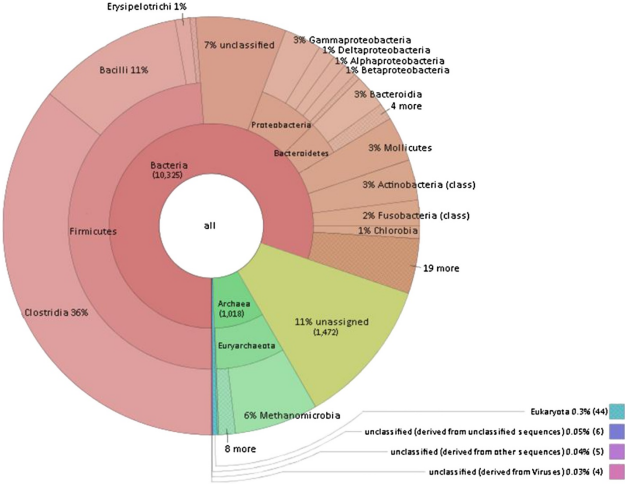 Erysipelotrichi 1%
7% unclassified
3% Gammaproteobacteria
1% Deltaproteobacteria
1% Alphaproteobacteria
1% Betaproteobacteria
Bacilli 11%
3% Bacteroidia
4 more
Proteobacteria
Bacteroidetes
3% Mollicutes
Bacteria
(10,325)
3% Actinobacteria (class)
2% Fusobacteria (class)
all
Firmicutes
1% Chlorobia
19 more
Clostridia 36%
Archaea
(1,018)
11% unassigned
(1,472)
Euryarchaeota
6% Methanomicrobia
8 more
Eukaryota 0.3% (44)
unclassified (derived from unclassified sequences) 0.05% (6)
unclassified (derived from other sequences) 0.04% (5)
unclassified (derived from Viruses) 0.03% (4)